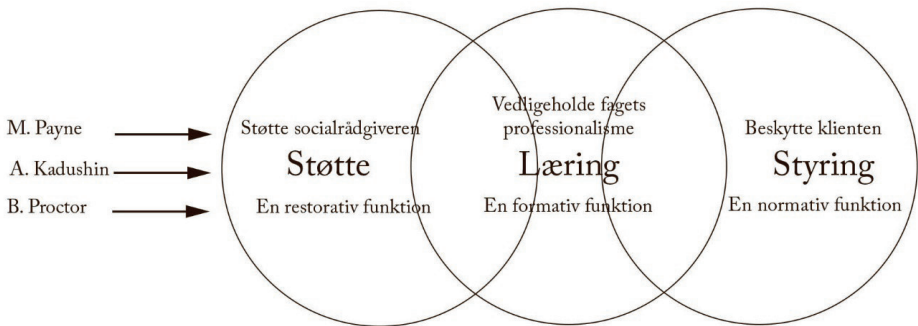 Vedligeholde fagets
M. Payne Støtte socialrådgiveren professionalisme Beskytte klienten
A. Kadushin Støtte Læring Styring
B. Proctor En restorativ funktion En formativ funktion En normativ funktion